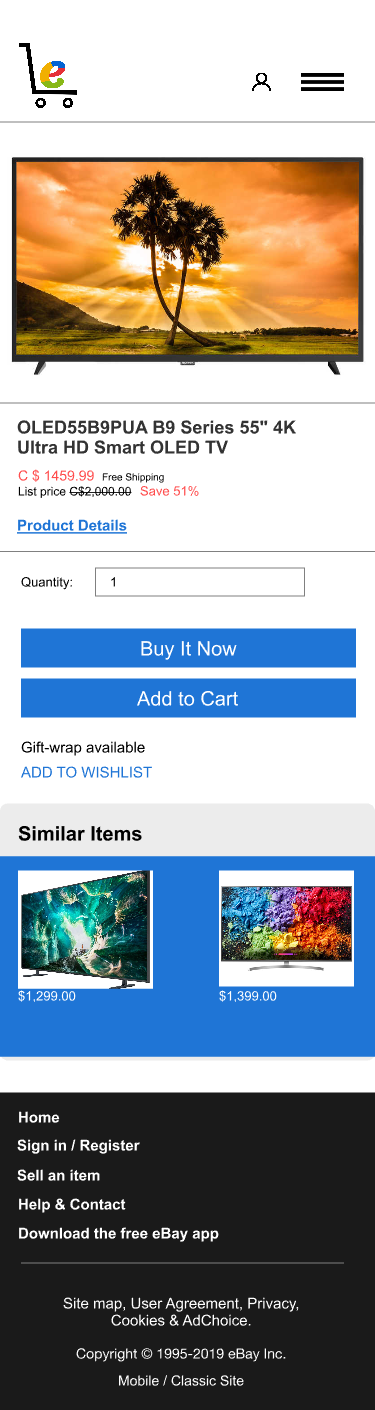 e
OLED55B9PUA B9 Series 55" 4K
Ultra HD Smart OLED TV
C $ 1459.99 Free Shipping
List price C$2,000.00 Save 51%
Product Details
Quantity: 1
Buy It Now
Add to Cart
Gift-wrap available
ADD TO WISHLIST
Similar Items
$1,299.00 $1,399.00
Home
Sign in / Register
Sell an item
Help & Contact
Download the free eBay app
Site map, User Agreement, Privacy,
Cookies & AdChoice.
Copyright © 1995-2019 eBay Inc.
Mobile / Classic Site